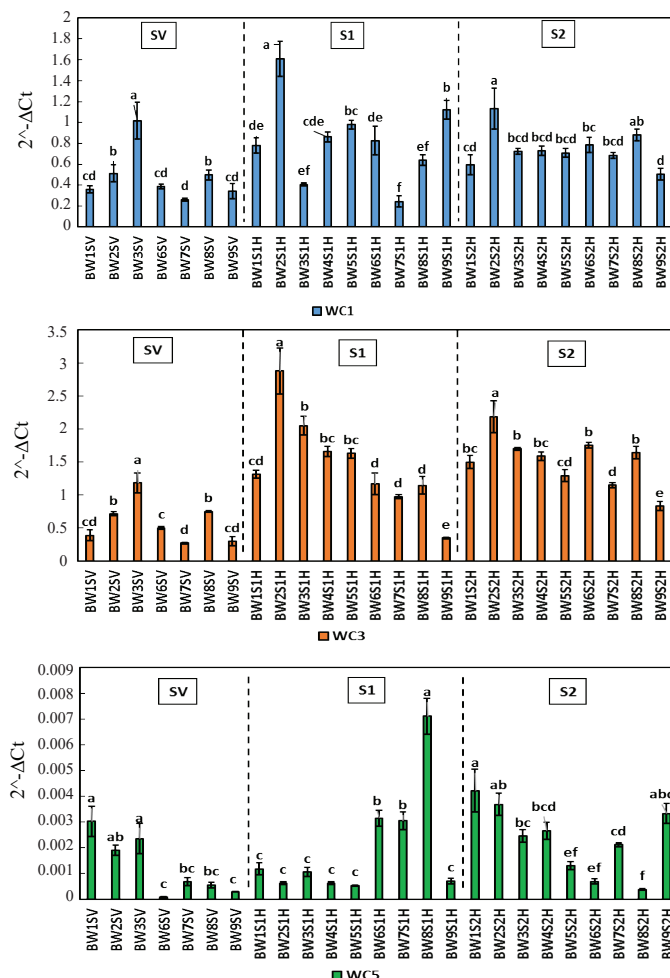 SV S1 S2
2^-ΔCt
2
1.8
1.6
1.4
1.2
1
0.8
0.6
0.4
0.2
0
cd b a cd d b cd de a ef cde bc de f ef b cd a bcd bcd bcd bc bcd ab d
BW1SV BW2SV BW3SV BW6SV BW7SV BW8SV BW9SV BW1S1H BW2S1H BW3S1H BW4S1H BW5S1H BW6S1H BW7S1H BW8S1H BW9S1H BW1S2H BW2S2H BW3S2H BW4S2H BW5S2H BW6S2H BW7S2H BW8S2H BW9S2H
WC1
SV S1 S2
2^-ΔCt
3.5
3
2.5
2
1.5
1
0.5
0
cd b a c d b cd cd a b bc bc d d d e bc a b bc cd b d b e
BW1SV BW2SV BW3SV BW6SV BW7SV BW8SV BW9SV BW1S1H BW2S1H BW3S1H BW4S1H BW5S1H BW6S1H BW7S1H BW8S1H BW9S1H BW1S2H BW2S2H BW3S2H BW4S2H BW5S2H BW6S2H BW7S2H BW8S2H BW9S2H
WC3
SV S1 S2
2^-ΔCt
0.009
0.008
0.007
0.006
0.005
0.004
0.003
0.002
0.001
0
a ab a c bc bc c c c c c c b b a c a ab bc bcd ef ef cd f abc
BW1SV BW2SV BW3SV BW6SV BW7SV BW8SV BW9SV BW1S1H BW2S1H BW3S1H BW4S1H BW5S1H BW6S1H BW7S1H BW8S1H BW9S1H BW1S2H BW2S2H BW3S2H BW4S2H BW5S2H BW6S2H BW7S2H BW8S2H BW9S2H
WC5